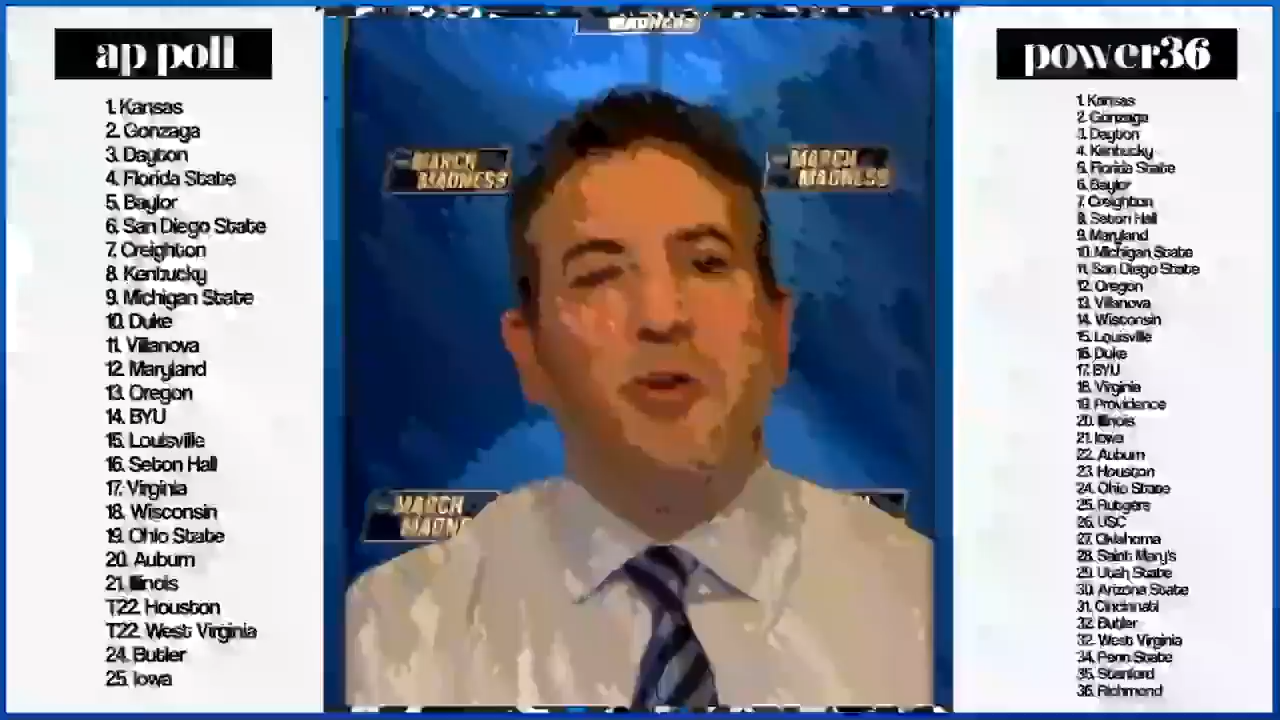 ap poll
1. Kansas
2. Gonzaga
3. Dayton
4. Florida State
5. Baylor
6. San Diego State
7. Creighton
8. Kentucky
9. Michigan State
10. Duke
11. Villanova
12. Maryland
13. Oregon
14. BYU
15. Louisville
16. Seton Hall
17. Virginia
18. Wisconsin
19. Ohio State
20. Auburn
21. Illinois
T22. Houston
T22. West Virginia
24. Butler
25. Iowa
MADNESS
MARCH
MADNESS
MARCH
MADNESS
MARCH
MADNE
power36
1. Kansas
2. Gonzaga
3. Dayton
4. Kentucky
5. Florida State
6. Baylor
7. Creighton
8. Seton Hall
9. Maryland
10. Michigan State
11. San Diego State
12. Oregon
13. Villanova
14. Wisconsin
15. Louisville
16. Duke
17. BYU
18. Virginia
19. Providence
20. Illinois
21. Iowa
22. Auburn
23. Houston
24. Ohio State
25. Rutgers
26. USC
27. Oklahoma
28. Saint Mary's
29. Utah State
30. Arizona State
31. Cincinnati
32. Butler
32. West Virginia
34. Penn State
35. Stanford
36. Richmond